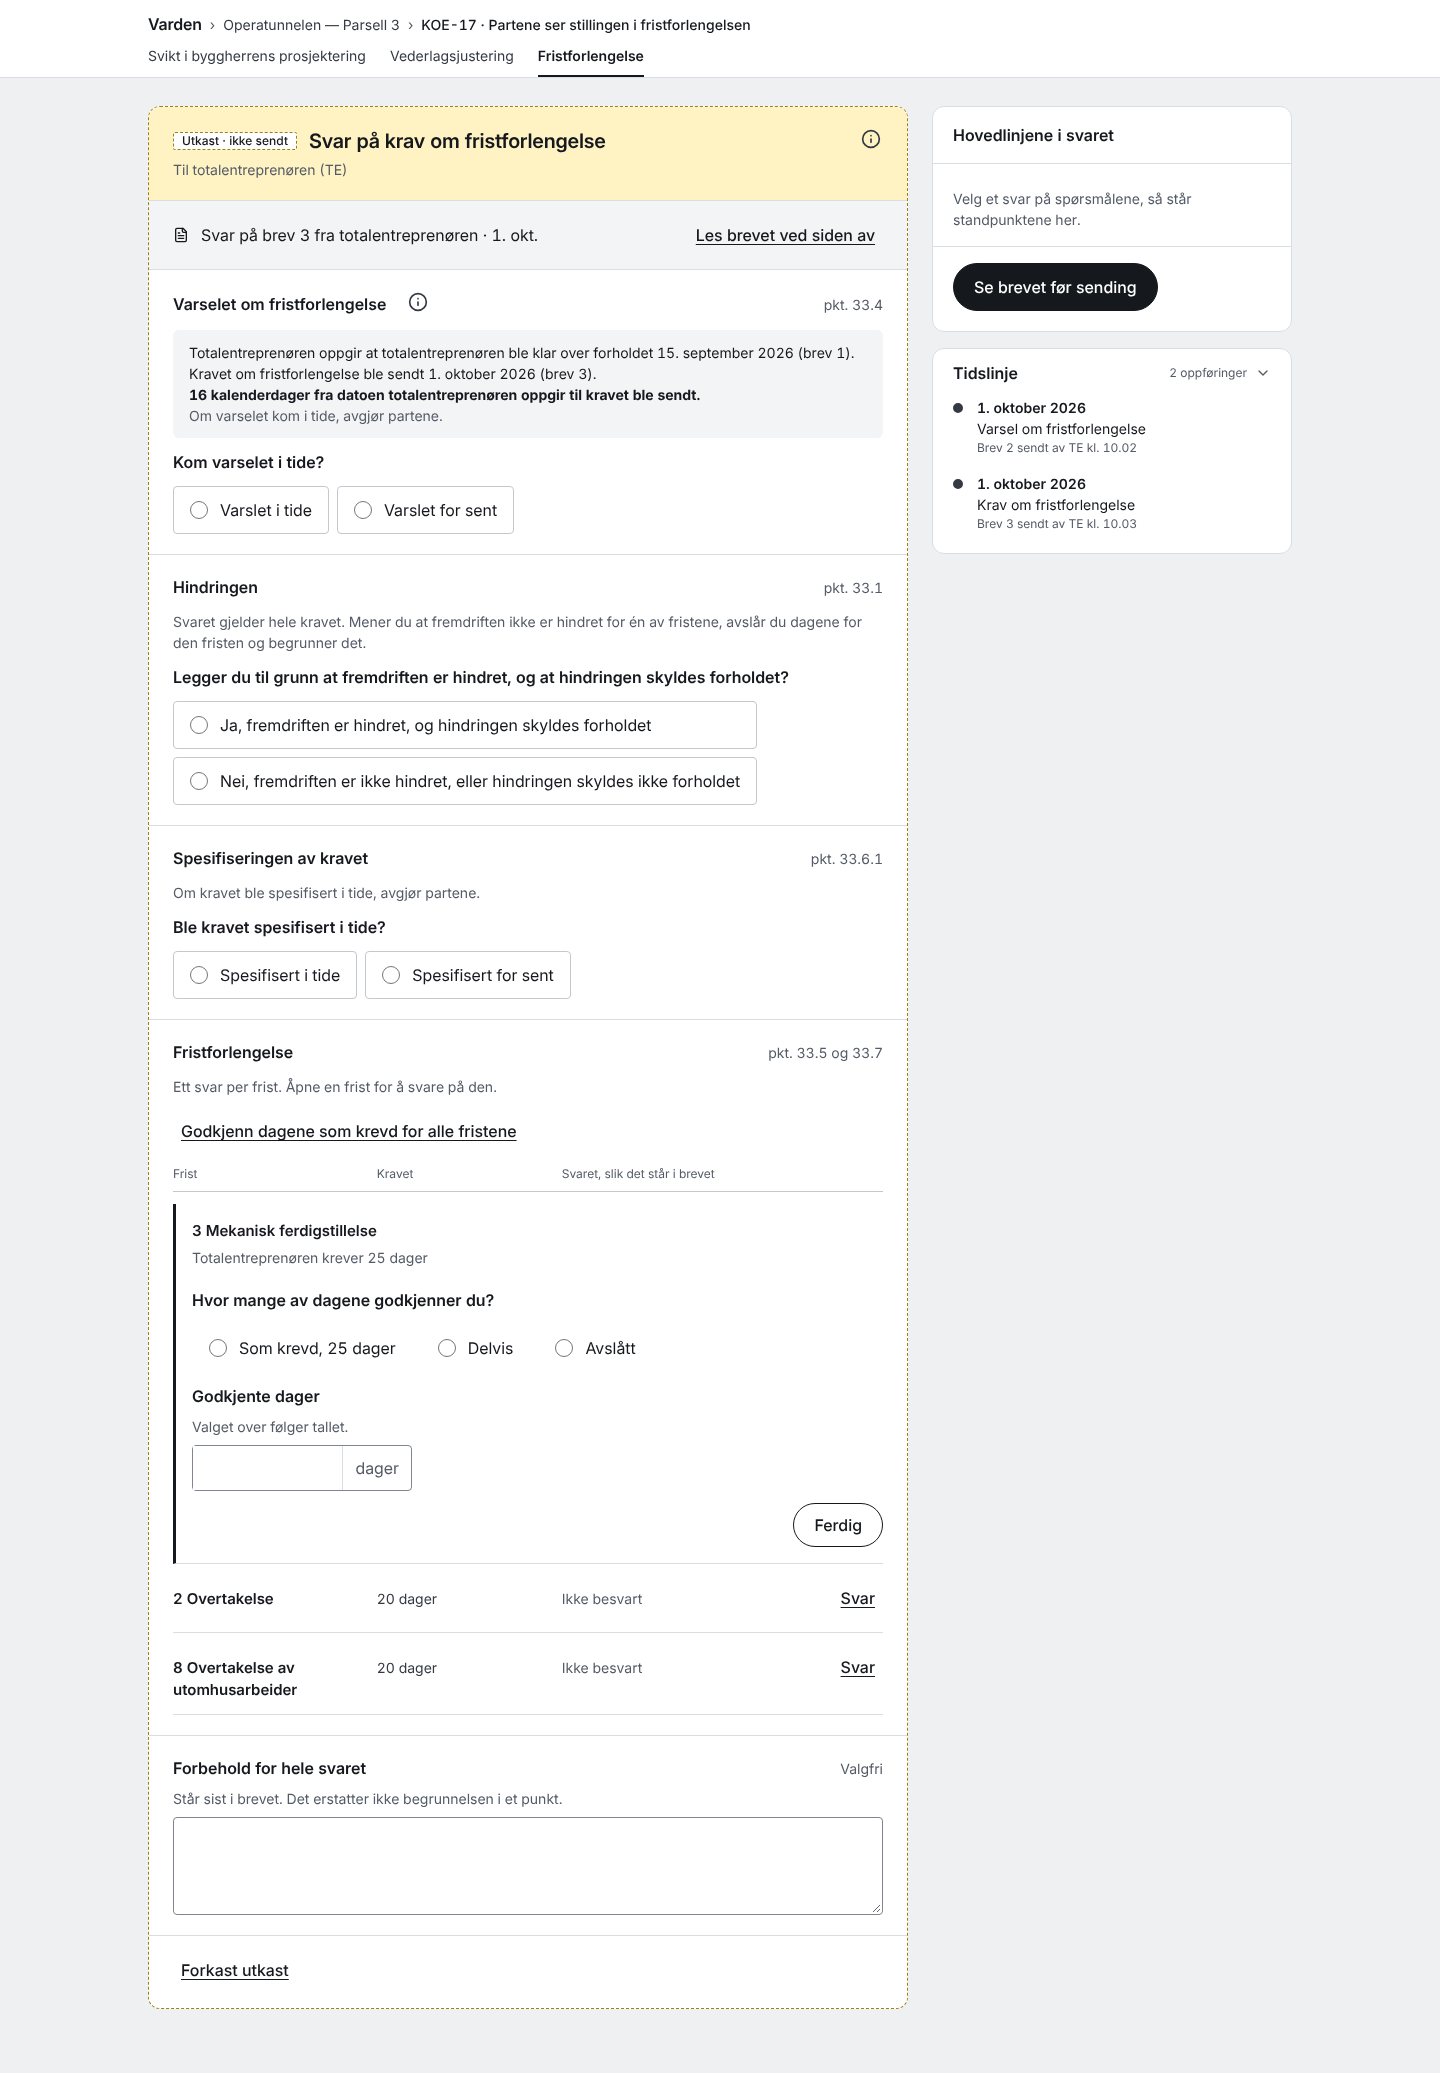 Varden › Operatunnelen — Parsell 3 › KOE-17 · Partene ser stillingen i fristforlengelsen
Svikt i byggherrens prosjektering Vederlagsjustering Fristforlengelse
Utkast · ikke sendt Svar på krav om fristforlengelse
Til totalentreprenøren (TE)
Svar på brev 3 fra totalentreprenøren · 1. okt. Les brevet ved siden av
Varselet om fristforlengelse pkt. 33.4
Totalentreprenøren oppgir at totalentreprenøren ble klar over forholdet 15. september 2026 (brev 1).
Kravet om fristforlengelse ble sendt 1. oktober 2026 (brev 3).
16 kalenderdager fra datoen totalentreprenøren oppgir til kravet ble sendt.
Om varselet kom i tide, avgjør partene.
Kom varselet i tide?
Varslet i tide Varslet for sent
Hindringen pkt. 33.1
Svaret gjelder hele kravet. Mener du at fremdriften ikke er hindret for én av fristene, avslår du dagene for
den fristen og begrunner det.
Legger du til grunn at fremdriften er hindret, og at hindringen skyldes forholdet?
Ja, fremdriften er hindret, og hindringen skyldes forholdet
Nei, fremdriften er ikke hindret, eller hindringen skyldes ikke forholdet
Spesifiseringen av kravet pkt. 33.6.1
Om kravet ble spesifisert i tide, avgjør partene.
Ble kravet spesifisert i tide?
Spesifisert i tide Spesifisert for sent
Fristforlengelse pkt. 33.5 og 33.7
Ett svar per frist. Åpne en frist for å svare på den.
Godkjenn dagene som krevd for alle fristene
Frist Kravet Svaret, slik det står i brevet
3 Mekanisk ferdigstillelse
Totalentreprenøren krever 25 dager
Hvor mange av dagene godkjenner du?
Som krevd, 25 dager Delvis Avslått
Godkjente dager
Valget over følger tallet.
dager
Ferdig
2 Overtakelse 20 dager Ikke besvart Svar
8 Overtakelse av 20 dager Ikke besvart Svar
utomhusarbeider
Forbehold for hele svaret Valgfri
Står sist i brevet. Det erstatter ikke begrunnelsen i et punkt.
Forkast utkast
Hovedlinjene i svaret
Velg et svar på spørsmålene, så står
standpunktene her.
Se brevet før sending
Tidslinje 2 oppføringer
1. oktober 2026
Varsel om fristforlengelse
Brev 2 sendt av TE kl. 10.02
1. oktober 2026
Krav om fristforlengelse
Brev 3 sendt av TE kl. 10.03